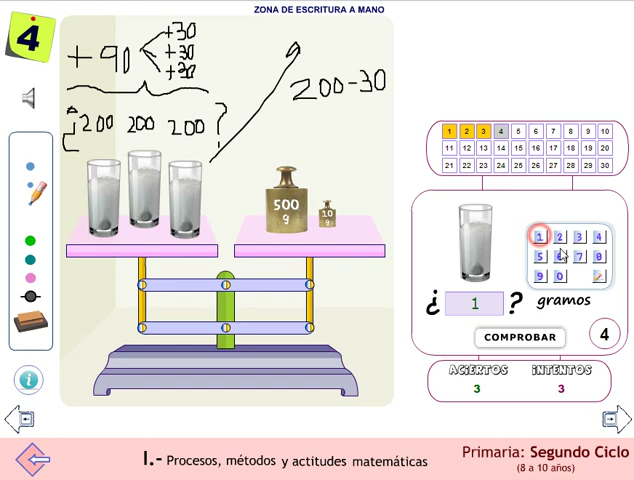 ZONA DE ESCRITURA A MANO
4
+90
+30
+30
+30
200-30
¿ 200 200 200 ?
500 g
10 g
1 2 3 4 5 6 7 8 9 10
11 12 13 14 15 16 17 18 19 20
21 22 23 24 25 26 27 28 29 30
1 2 3 4
5 6 7 8
9 0
¿ 1 ? gramos
COMPROBAR
4
ACIERTOS INTENTOS
3 3
i
I.- Procesos, métodos y actitudes matemáticas
Primaria: Segundo Ciclo
(8 a 10 años)